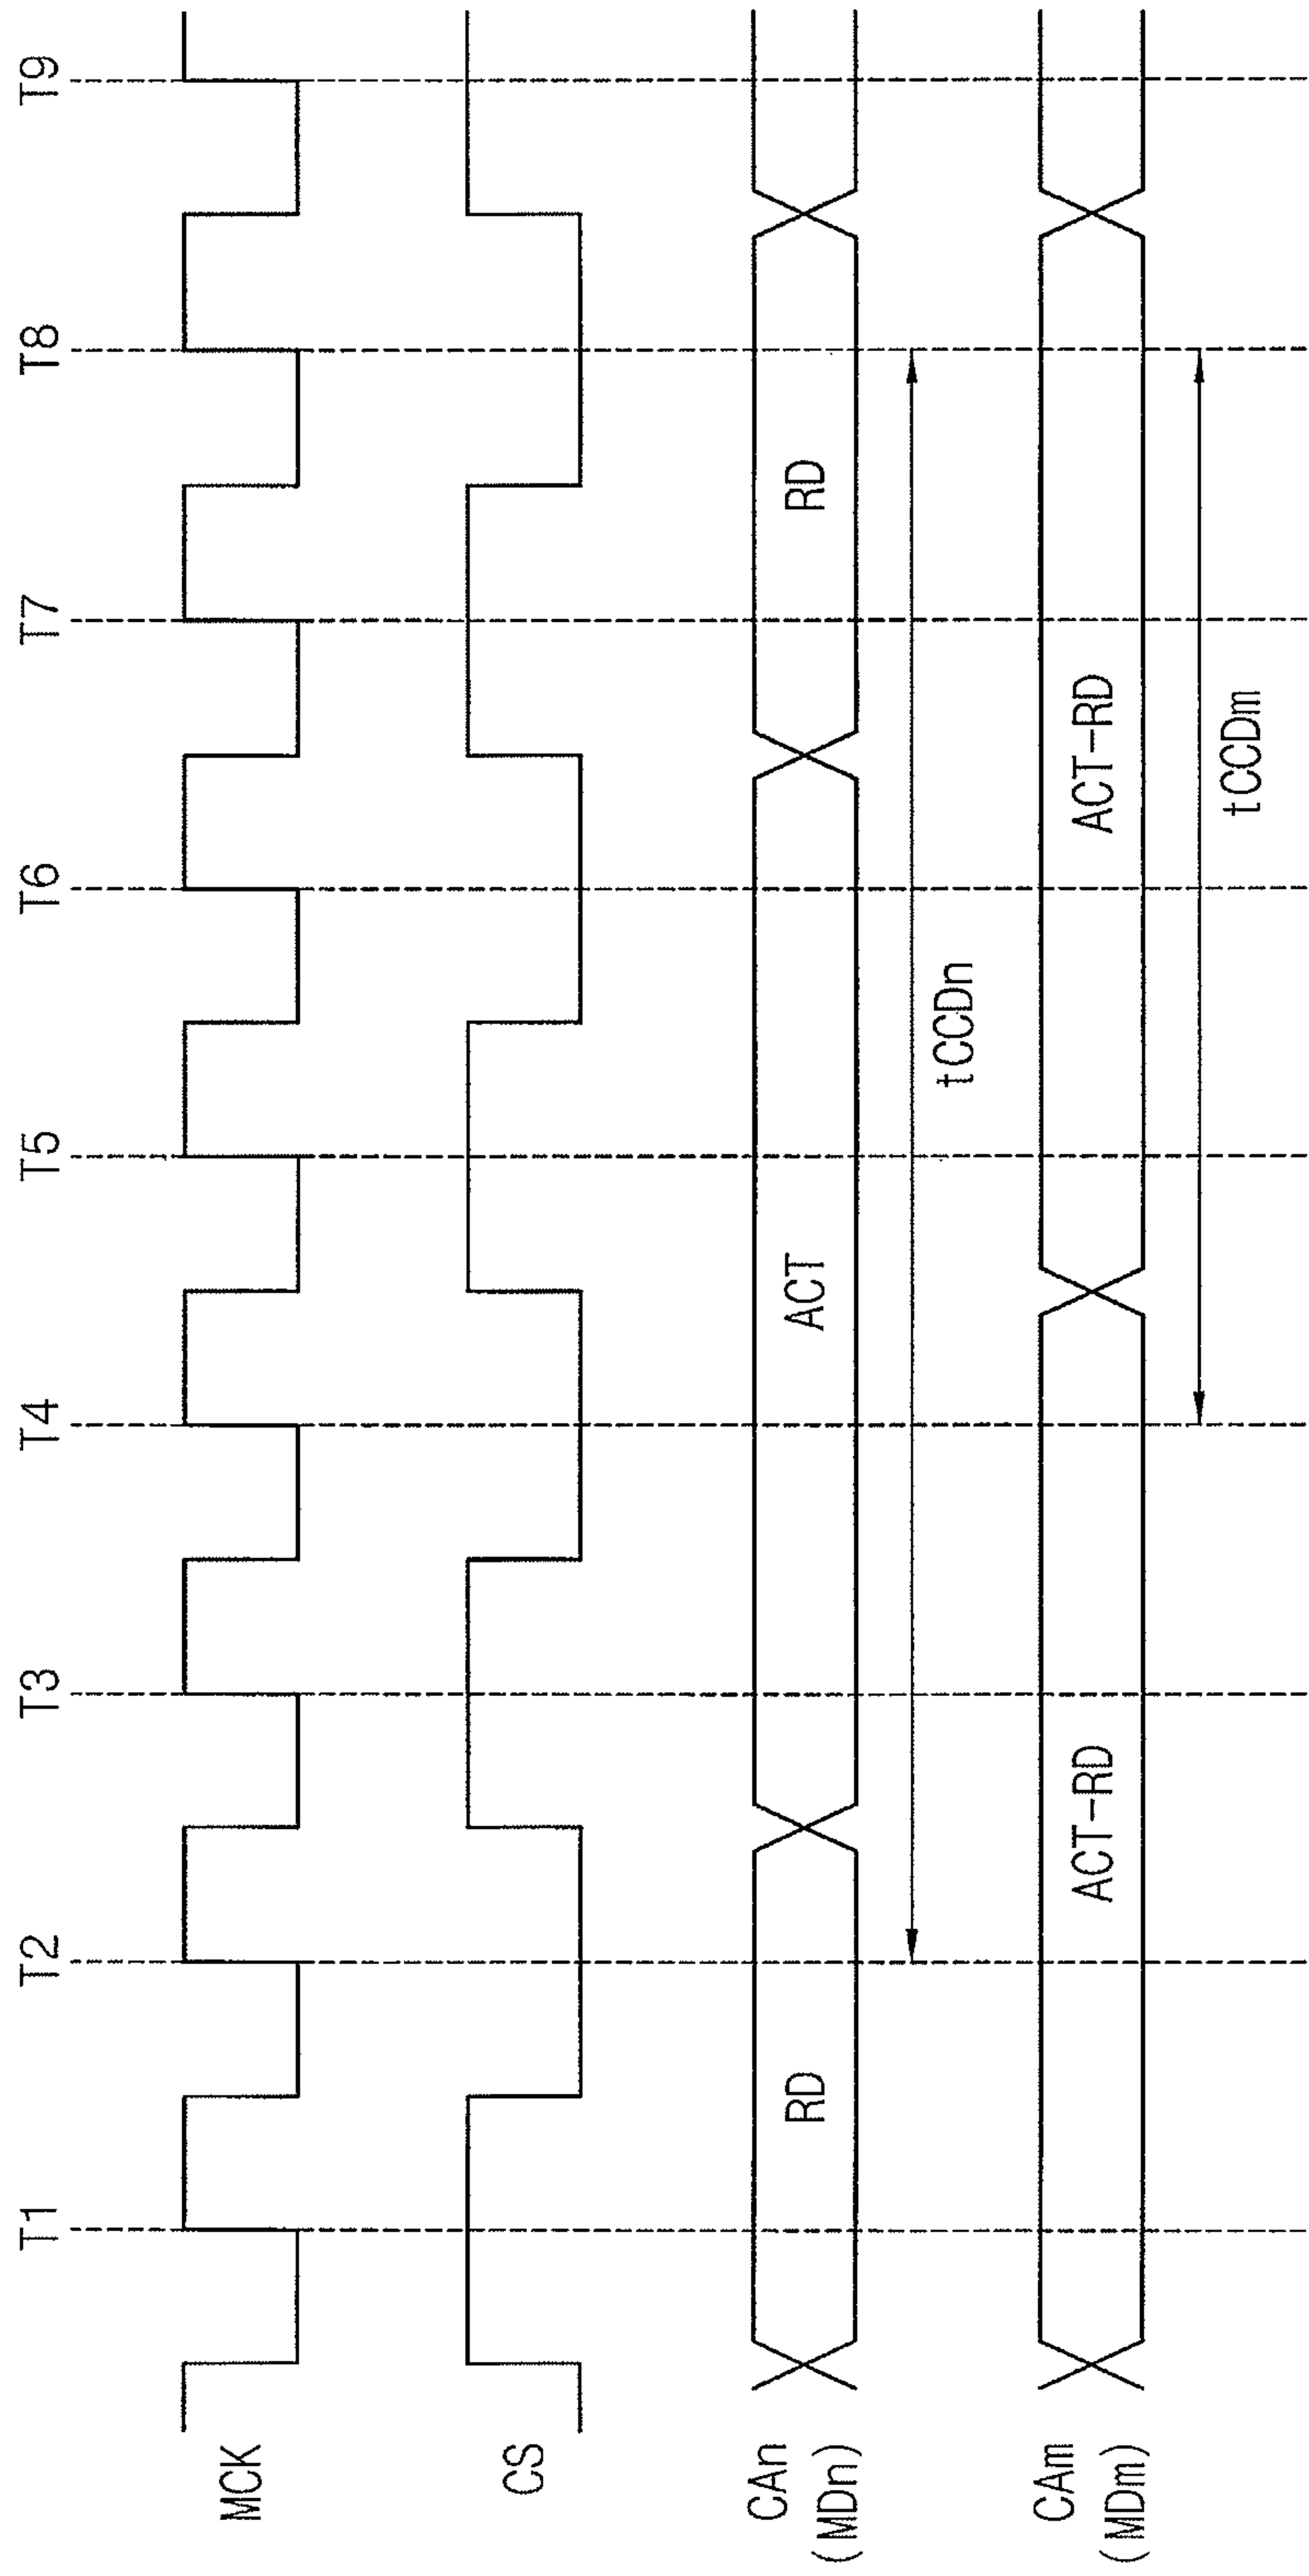 T1 T2 T3 T4 T5 T6 T7 T8 T9
MCK
CS
CAn
(MDn)
RD ACT RD
tCCDn
CAm
(MDm)
ACT-RD ACT-RD
tCCDm